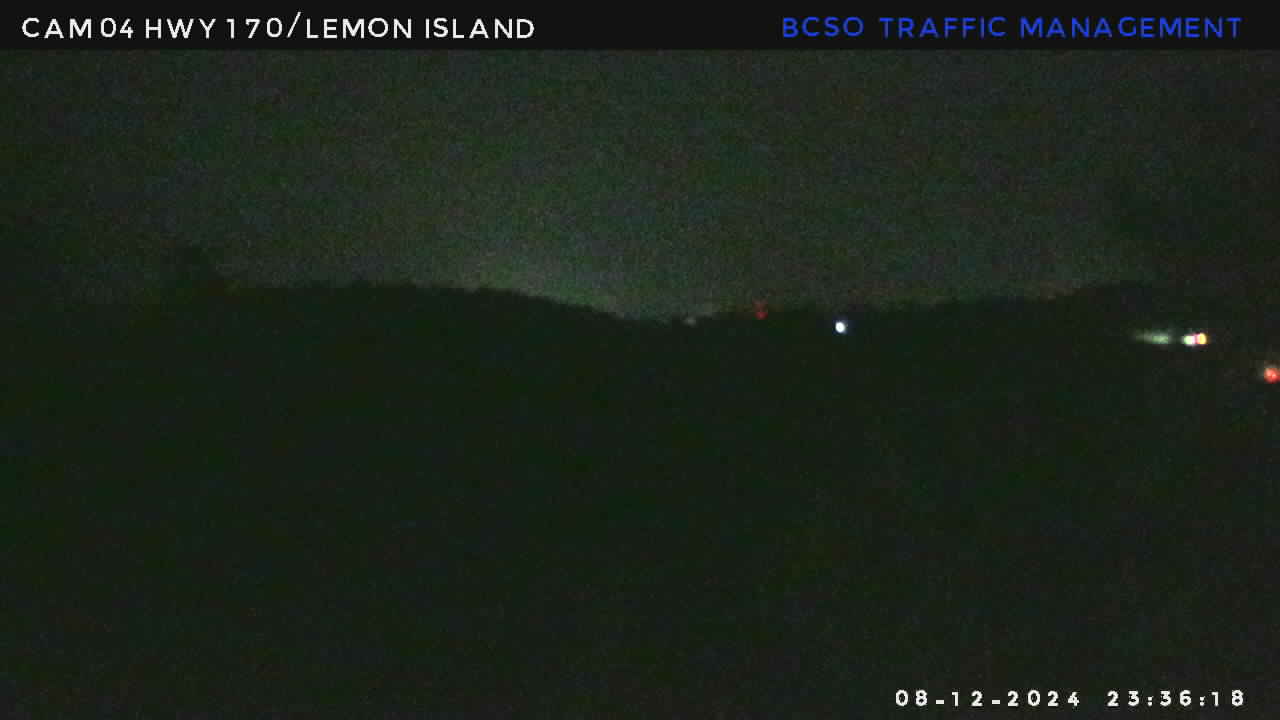 CAM 04 HWY 170/LEMON ISLAND
BCSO TRAFFIC MANAGEMENT
08-12-2024 23:36:18